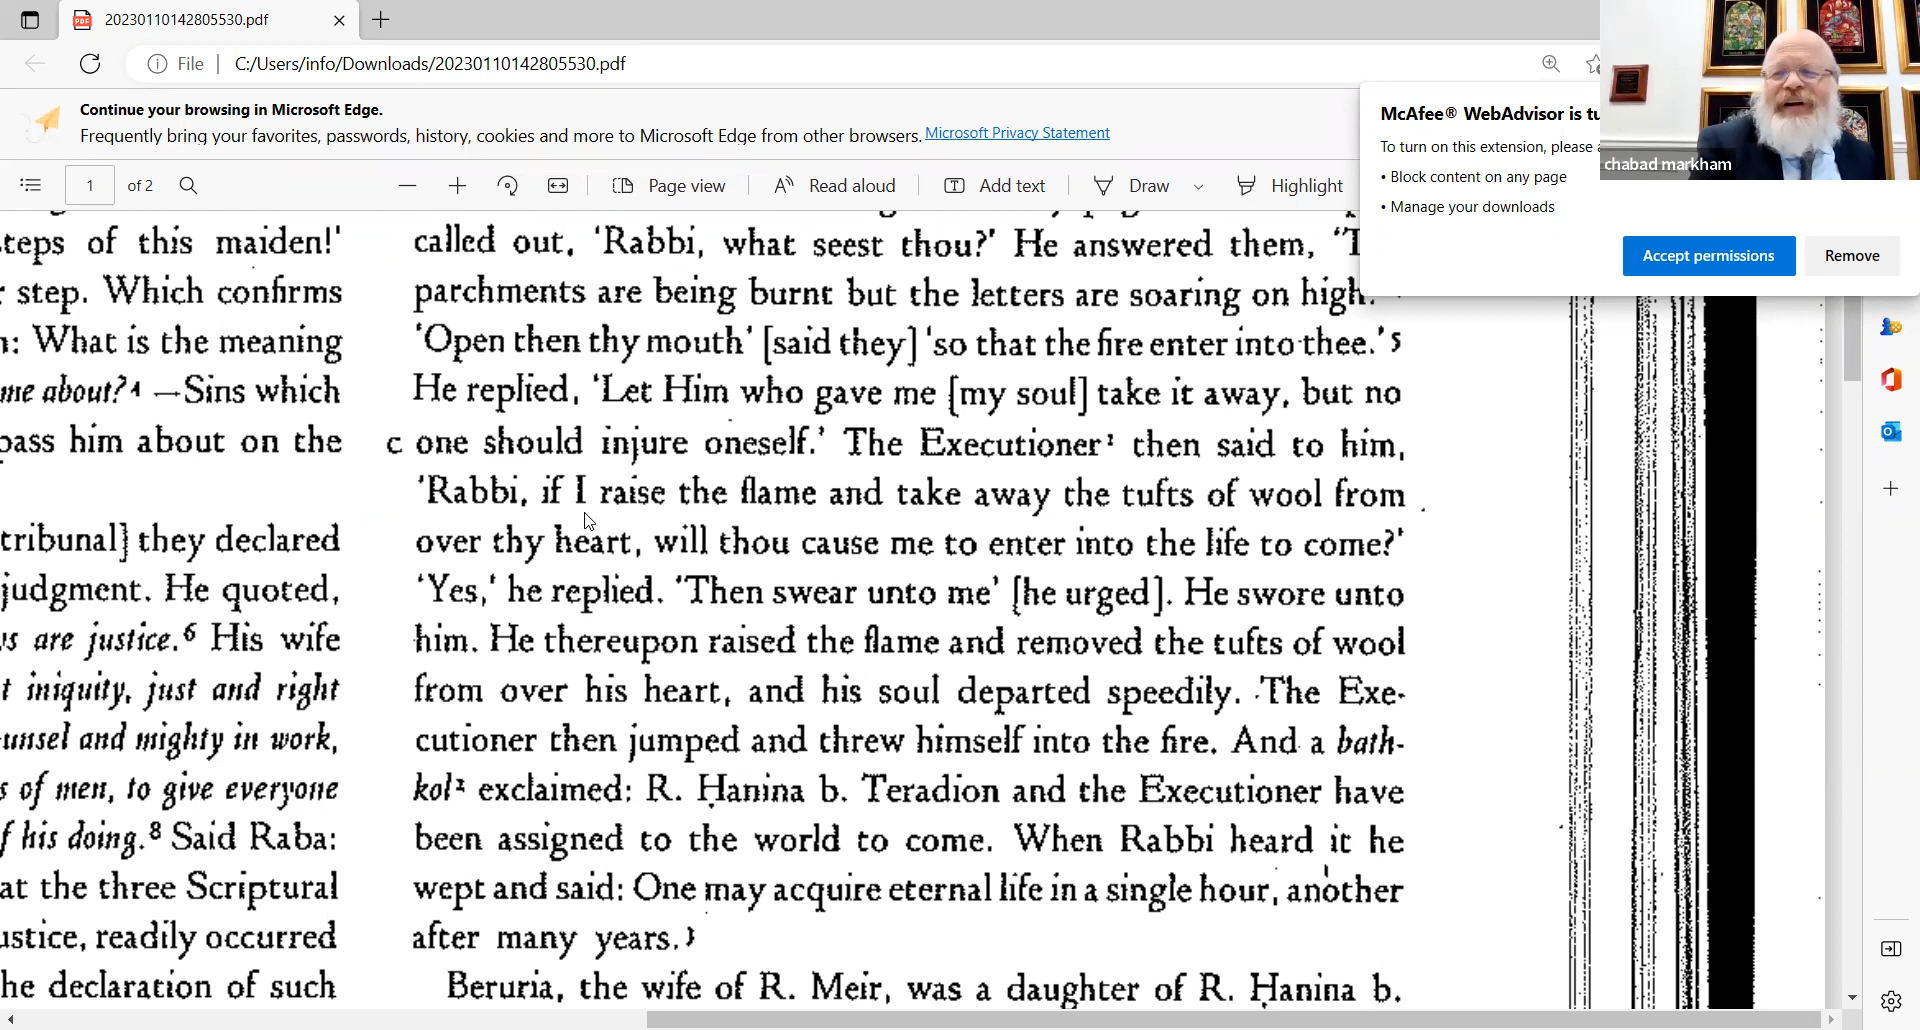 20230110142805530.pdf
File
C:/Users/info/Downloads/20230110142805530.pdf
Continue your browsing in Microsoft Edge.
Frequently bring your favorites, passwords, history, cookies and more to Microsoft Edge from other browsers. Microsoft Privacy Statement
McAfee® WebAdvisor is
To turn on this extension, please
• Block content on any page
• Manage your downloads
Accept permissions
Remove
chabad markham
1 of 2
Page view
Read aloud
Add text
Draw
Highlight
steps of this maiden!'
step. Which confirms
: What is the meaning
me about?⁴ —Sins which
pass him about on the
tribunal] they declared
judgment. He quoted,
are justice.⁶ His wife
iniquity, just and right
and mighty in work,
of men, to give everyone
his doing.⁸ Said Raba:
at the three Scriptural
readily occurred
declaration of such
called out, 'Rabbi, what seest thou?' He answered them,
parchments are being burnt but the letters are soaring on high.
'Open then thy mouth' [said they] 'so that the fire enter into thee.'⁵
He replied, 'Let Him who gave me [my soul] take it away, but no
c one should injure oneself.' The Executioner¹ then said to him,
'Rabbi, if I raise the flame and take away the tufts of wool from
over thy heart, will thou cause me to enter into the life to come?'
'Yes,' he replied. 'Then swear unto me' [he urged]. He swore unto
him. He thereupon raised the flame and removed the tufts of wool
from over his heart, and his soul departed speedily. The Exe-
cutioner then jumped and threw himself into the fire. And a bath-
kol² exclaimed: R. Ḥanina b. Teradion and the Executioner have
been assigned to the world to come. When Rabbi heard it he
wept and said: One may acquire eternal life in a single hour, another
after many years.³
Beruria, the wife of R. Meir, was a daughter of R. Ḥanina b.